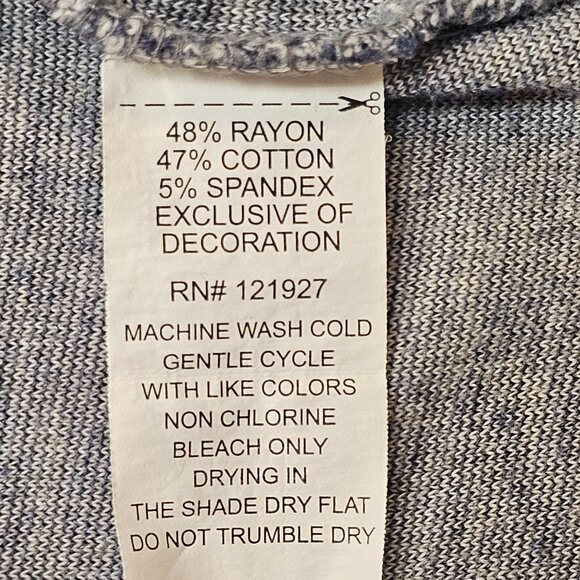 48% RAYON
47% COTTON
5% SPANDEX
EXCLUSIVE OF
DECORATION
RN# 121927
MACHINE WASH COLD
GENTLE CYCLE
WITH LIKE COLORS
NON CHLORINE
BLEACH ONLY
DRYING IN
THE SHADE DRY FLAT
DO NOT TRUMBLE DRY